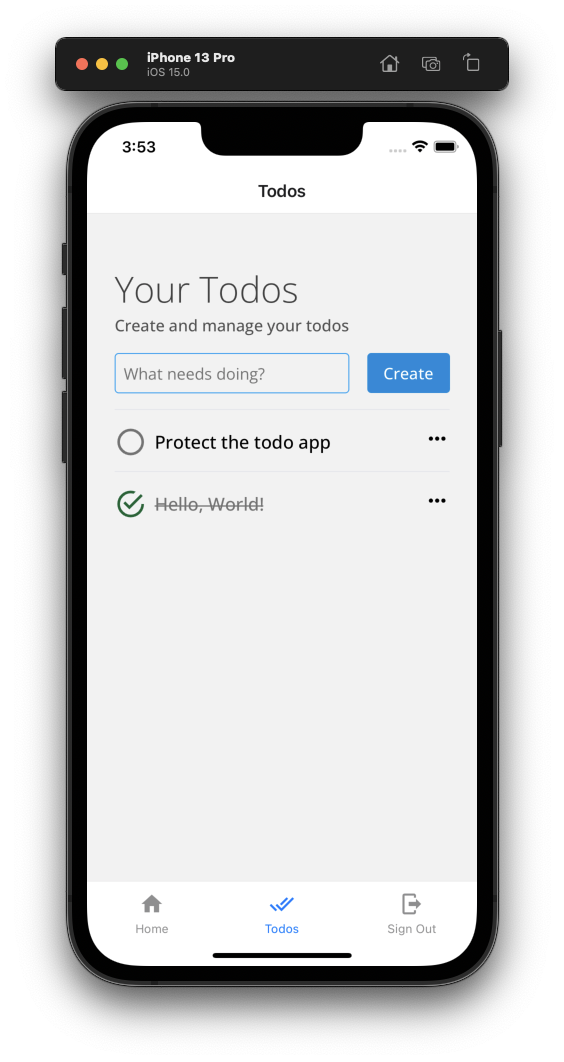 iPhone 13 Pro
iOS 15.0
3:53
Todos
Your Todos
Create and manage your todos
What needs doing? Create
Protect the todo app
Hello, World!
Home Todos Sign Out